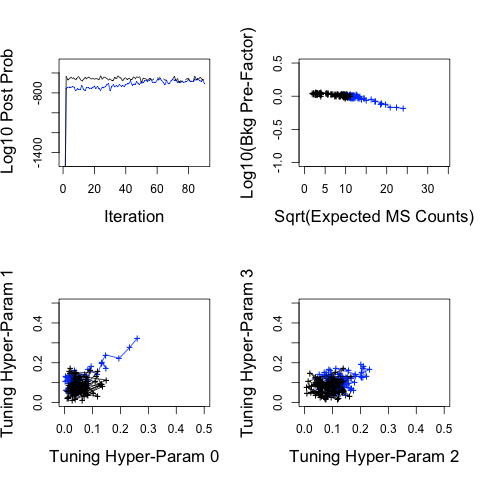 Log10 Post Prob
-1400
-800
0 20 40 60 80
Iteration
Log10(Bkg Pre-Factor)
-1.0
-0.5
0.0
0.5
0 5 10 20 30
Sqrt(Expected MS Counts)
Tuning Hyper-Param 1
0.0
0.2
0.4
0.0 0.1 0.2 0.3 0.4 0.5
Tuning Hyper-Param 0
Tuning Hyper-Param 3
0.0
0.2
0.4
0.0 0.1 0.2 0.3 0.4 0.5
Tuning Hyper-Param 2